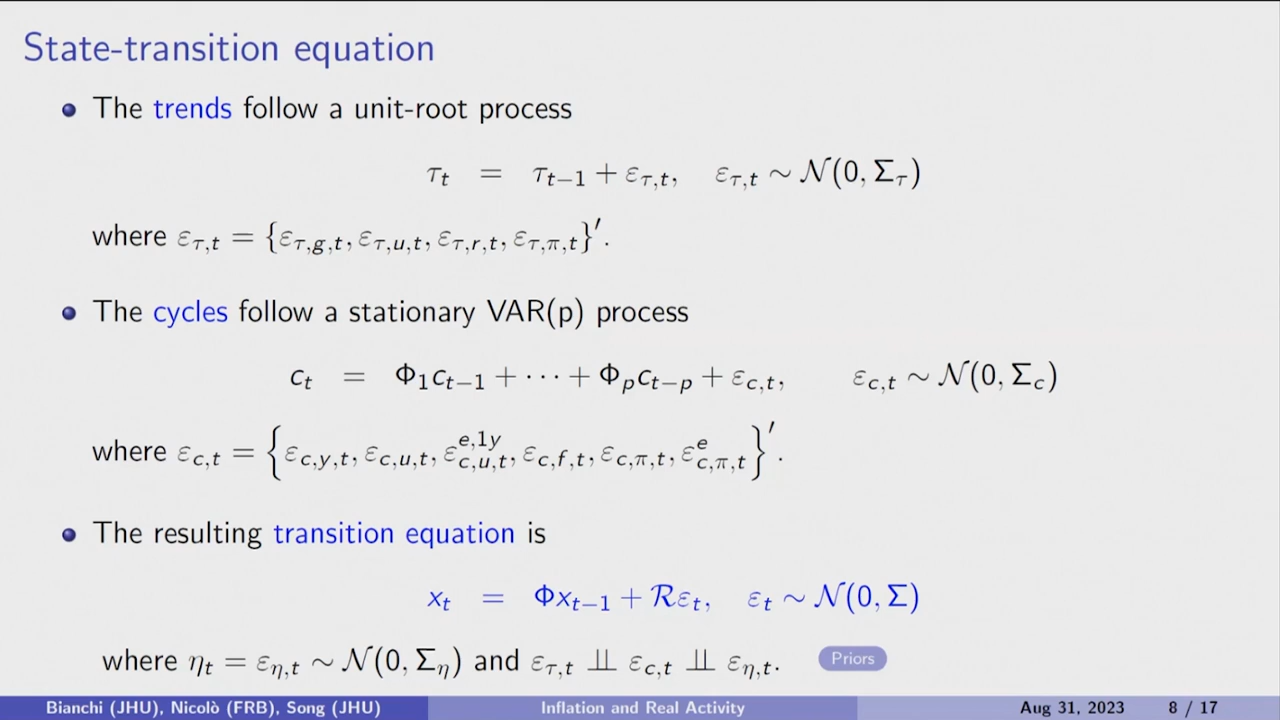 State-transition equation
The trends follow a unit-root process
τ_t = τ_{t−1} + ε_{τ,t}, ε_{τ,t} ∼ 𝒩(0, Σ_τ)
where ε_{τ,t} = {ε_{τ,g,t}, ε_{τ,u,t}, ε_{τ,r,t}, ε_{τ,π,t}}′.
The cycles follow a stationary VAR(p) process
c_t = Φ_1c_{t−1} + ··· + Φ_pc_{t−p} + ε_{c,t}, ε_{c,t} ∼ 𝒩(0, Σ_c)
where ε_{c,t} = {ε_{c,y,t}, ε_{c,u,t}, ε^{e,1y}_{c,u,t}, ε_{c,f,t}, ε_{c,π,t}, ε^e_{c,π,t}}′.
The resulting transition equation is
x_t = Φx_{t−1} + ℛε_t, ε_t ∼ 𝒩(0, Σ)
where η_t = ε_{η,t} ∼ 𝒩(0, Σ_η) and ε_{τ,t} ⫫ ε_{c,t} ⫫ ε_{η,t}. Priors
Bianchi (JHU), Nicolò (FRB), Song (JHU) Inflation and Real Activity Aug 31, 2023 8 / 17